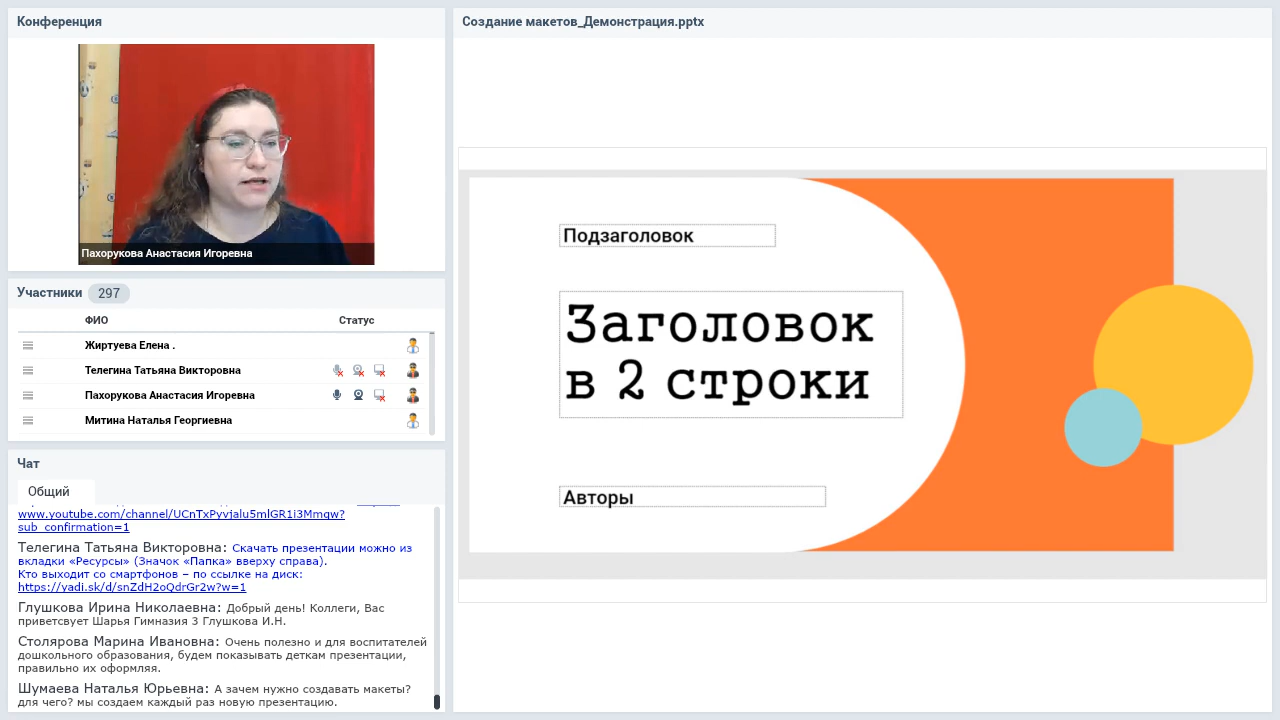 Конференция
Пахорукова Анастасия Игоревна
Участники 297
ФИО Статус
Жиртуева Елена .
Телегина Татьяна Викторовна
Пахорукова Анастасия Игоревна
Митина Наталья Георгиевна
Чат
Общий
www.youtube.com/channel/UCnTxPyvjalu5mlGR1i3Mmqw?
sub_confirmation=1
Телегина Татьяна Викторовна: Скачать презентации можно из
вкладки «Ресурсы» (Значок «Папка» вверху справа).
Кто выходит со смартфонов – по ссылке на диск:
https://yadi.sk/d/snZdH2oQdrGr2w?w=1
Глушкова Ирина Николаевна: Добрый день! Коллеги, Вас
приветсвует Шарья Гимназия 3 Глушкова И.Н.
Столярова Марина Ивановна: Очень полезно и для воспитателей
дошкольного образования, будем показывать деткам презентации,
правильно их оформляя.
Шумаева Наталья Юрьевна: А зачем нужно создавать макеты?
для чего? мы создаем каждый раз новую презентацию.
Создание макетов_Демонстрация.pptx
Подзаголовок
Заголовок
в 2 строки
Авторы